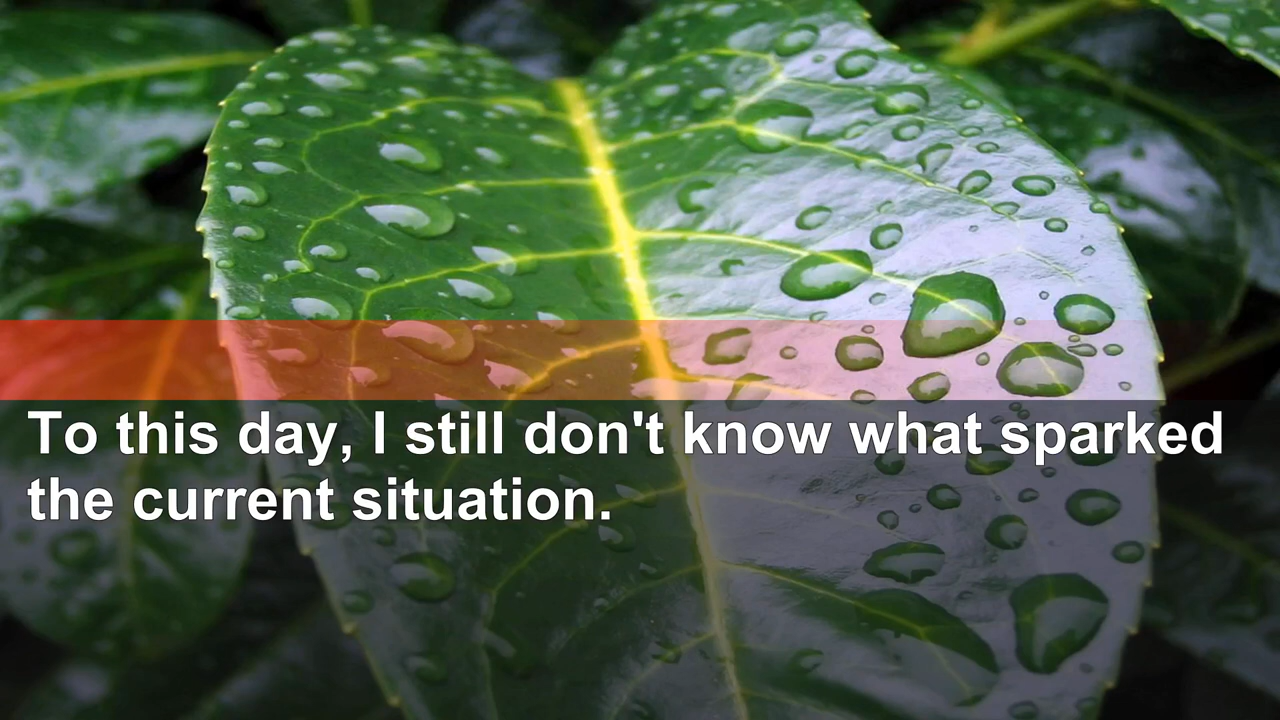 To this day, I still don't know what sparked
the current situation.